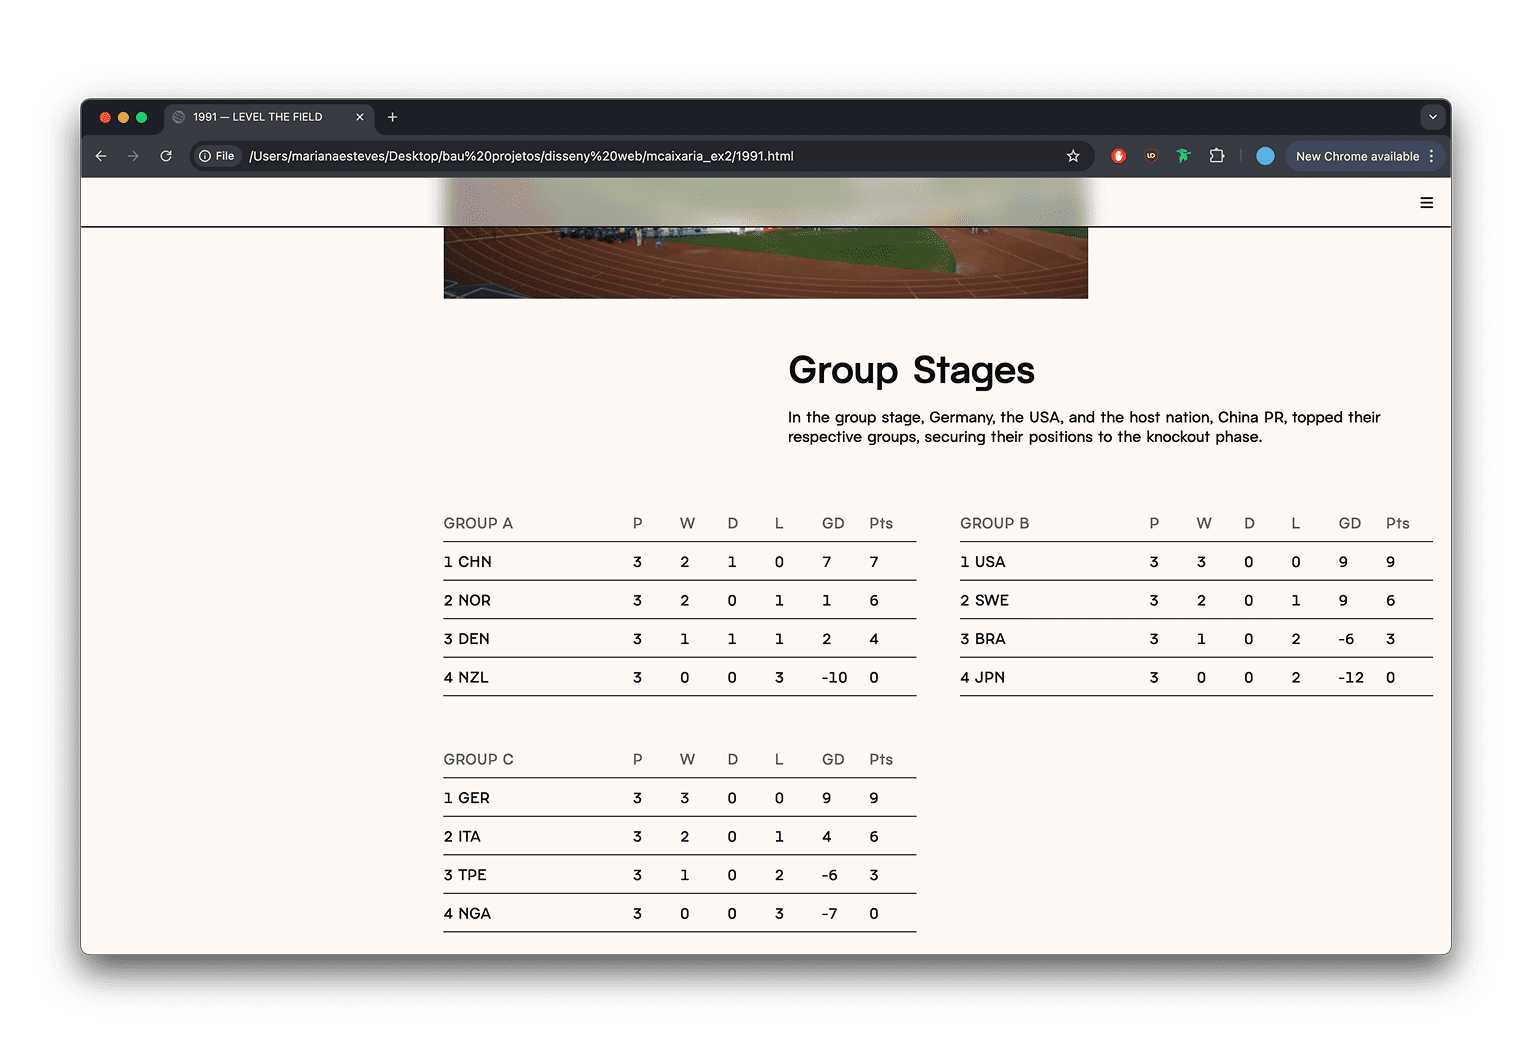 1991 — LEVEL THE FIELD
File /Users/marianaesteves/Desktop/bau%20projetos/disseny%20web/mcaixaria_ex2/1991.html New Chrome available
Group Stages
In the group stage, Germany, the USA, and the host nation, China PR, topped their
respective groups, securing their positions to the knockout phase.
GROUP A P W D L GD Pts
1 CHN 3 2 1 0 7 7
2 NOR 3 2 0 1 1 6
3 DEN 3 1 1 1 2 4
4 NZL 3 0 0 3 -10 0
GROUP B P W D L GD Pts
1 USA 3 3 0 0 9 9
2 SWE 3 2 0 1 9 6
3 BRA 3 1 0 2 -6 3
4 JPN 3 0 0 2 -12 0
GROUP C P W D L GD Pts
1 GER 3 3 0 0 9 9
2 ITA 3 2 0 1 4 6
3 TPE 3 1 0 2 -6 3
4 NGA 3 0 0 3 -7 0